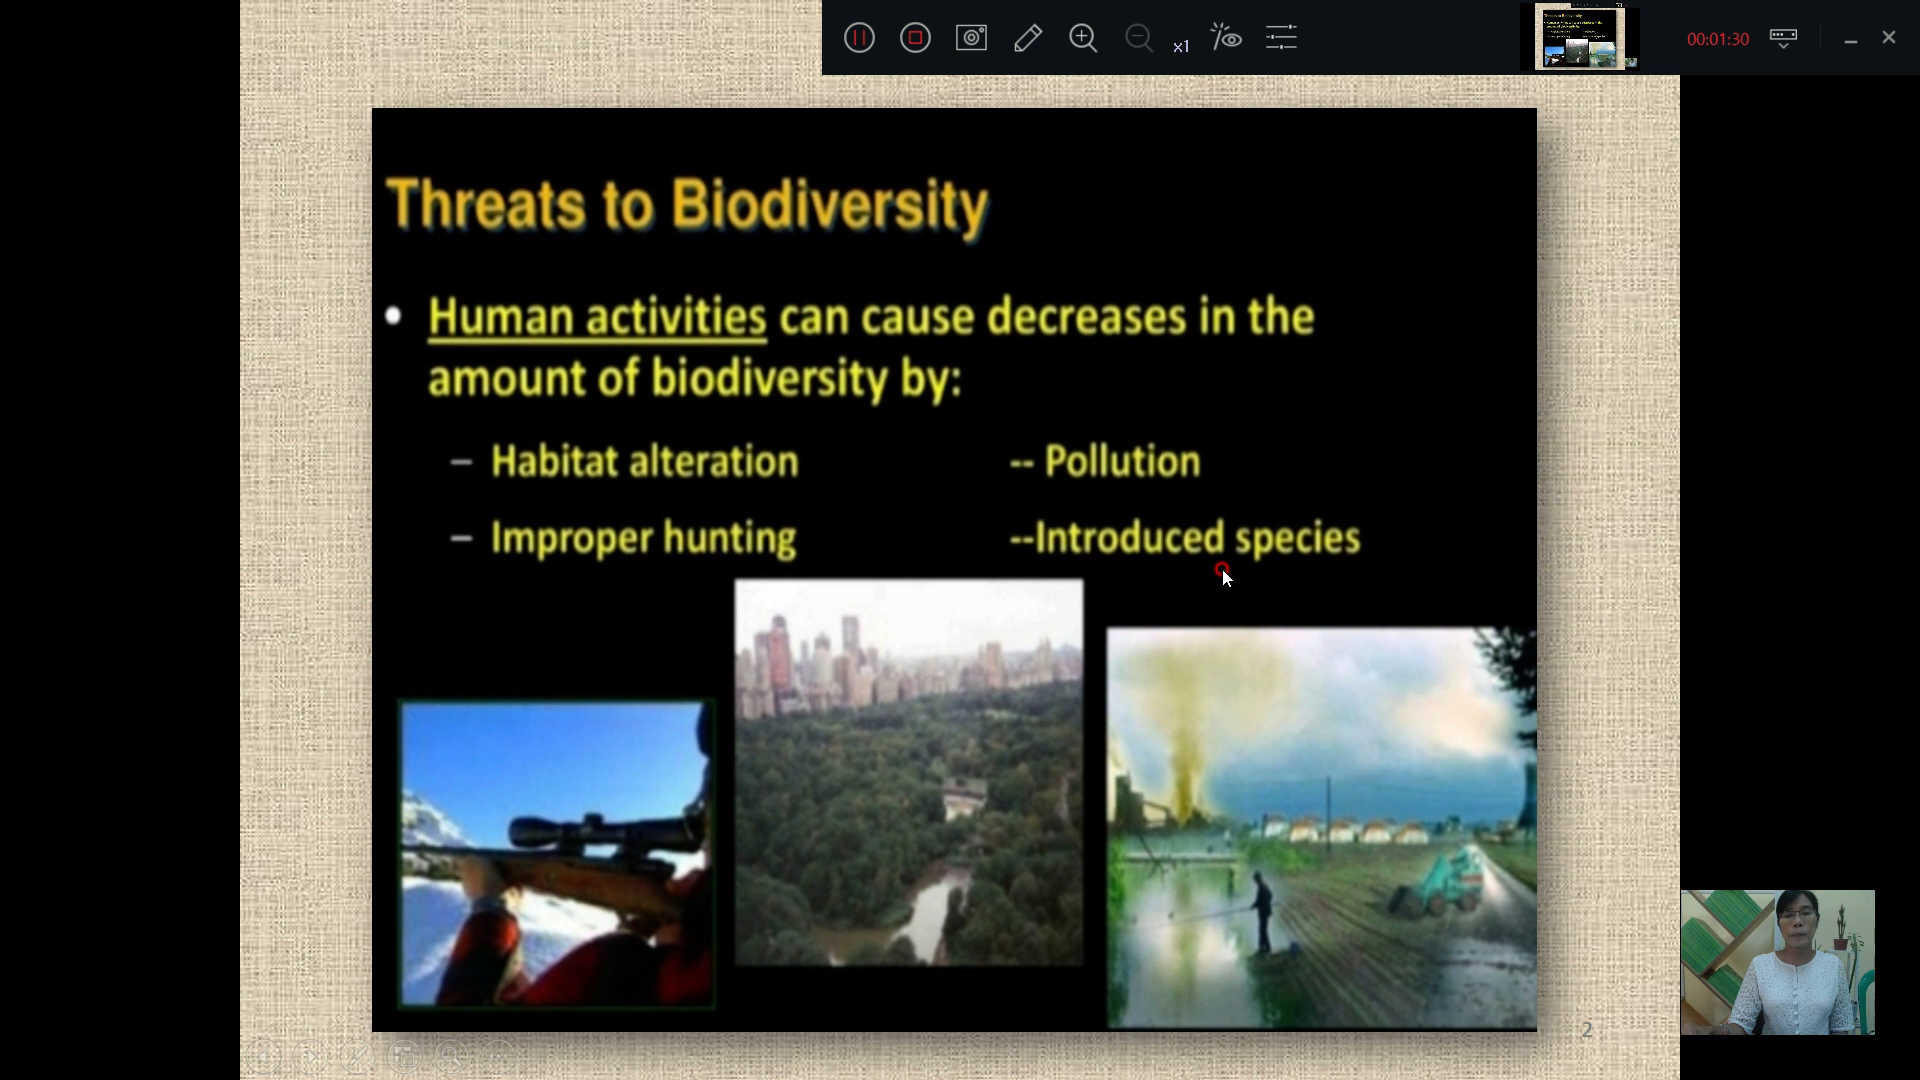 x1
00:01:30
Threats to Biodiversity
• Human activities can cause decreases in the
amount of biodiversity by:
– Habitat alteration -- Pollution
– Improper hunting --Introduced species
2